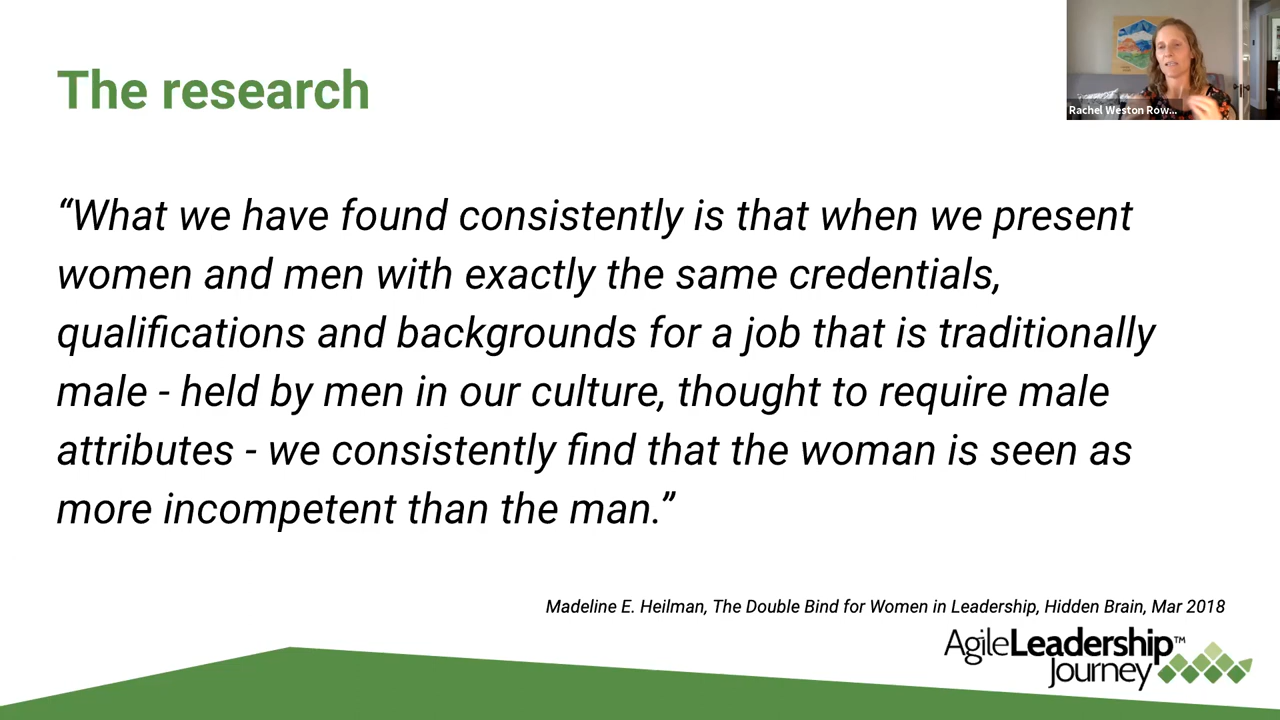 The research
Rachel Weston Row...
“What we have found consistently is that when we present
women and men with exactly the same credentials,
qualifications and backgrounds for a job that is traditionally
male - held by men in our culture, thought to require male
attributes - we consistently find that the woman is seen as
more incompetent than the man.”
Madeline E. Heilman, The Double Bind for Women in Leadership, Hidden Brain, Mar 2018
AgileLeadership™
Journey